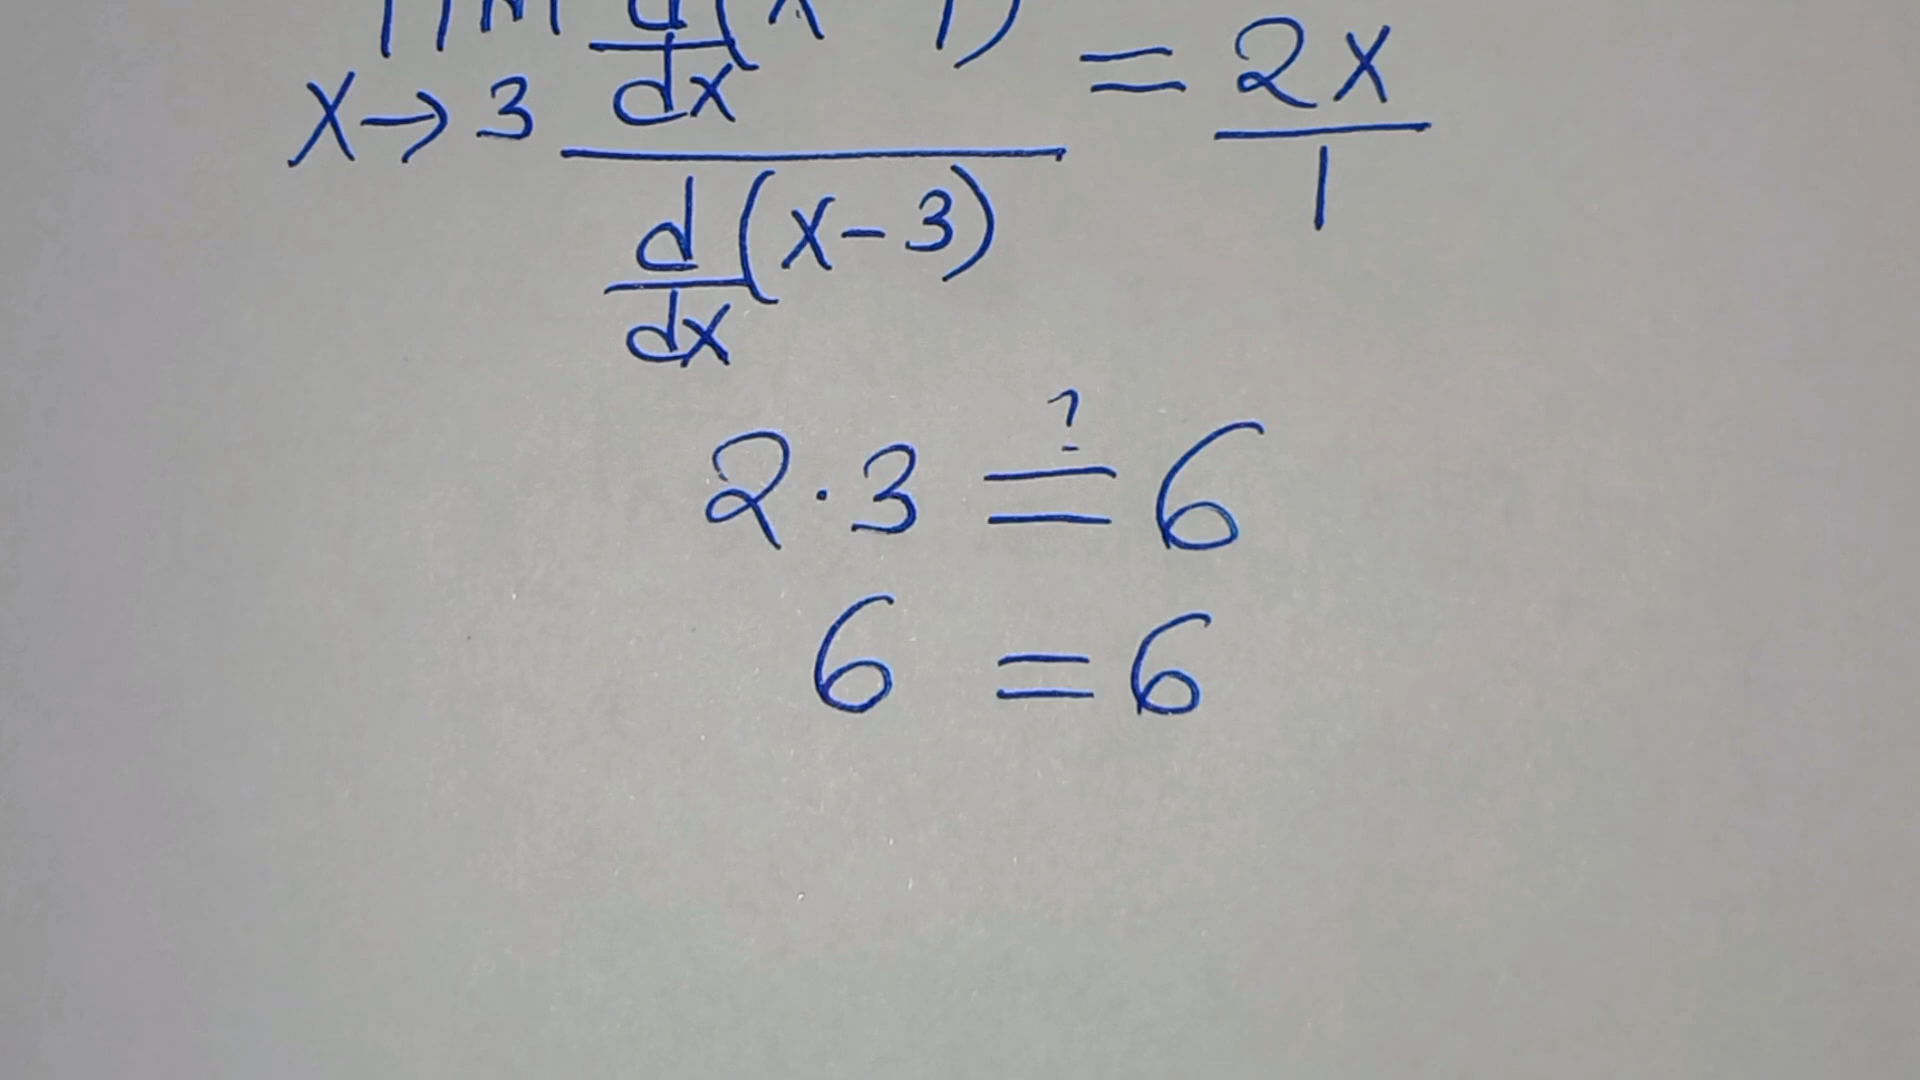 x→3 d/dx = 2x/1
d/dx (x-3)
2·3 ≟ 6
6 = 6